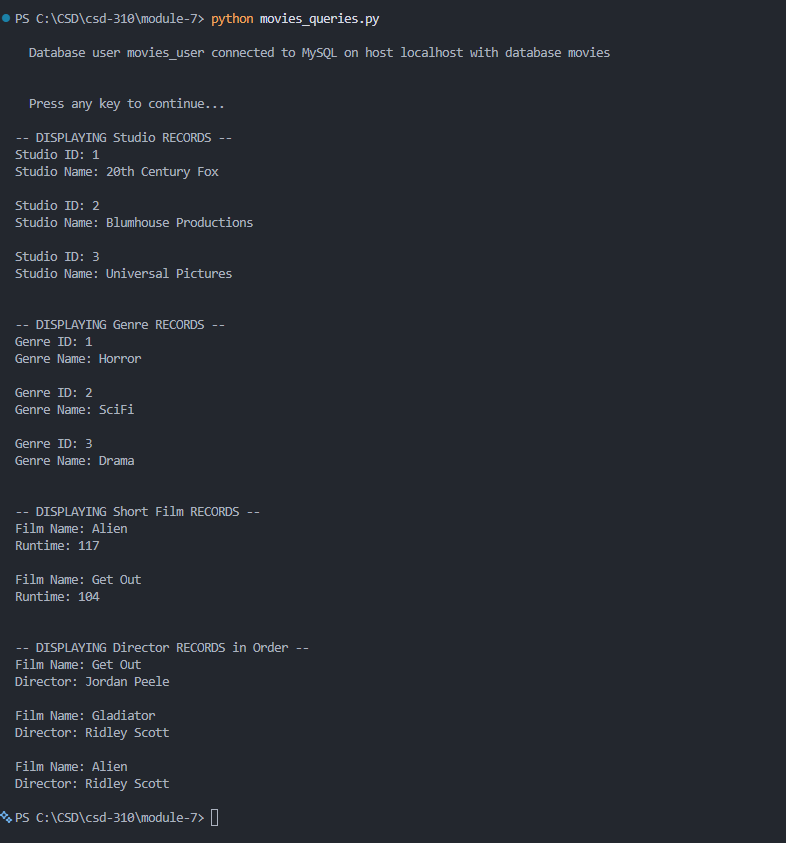 PS C:\CSD\csd-310\module-7> python movies_queries.py
Database user movies_user connected to MySQL on host localhost with database movies
Press any key to continue...
-- DISPLAYING Studio RECORDS --
Studio ID: 1
Studio Name: 20th Century Fox
Studio ID: 2
Studio Name: Blumhouse Productions
Studio ID: 3
Studio Name: Universal Pictures
-- DISPLAYING Genre RECORDS --
Genre ID: 1
Genre Name: Horror
Genre ID: 2
Genre Name: SciFi
Genre ID: 3
Genre Name: Drama
-- DISPLAYING Short Film RECORDS --
Film Name: Alien
Runtime: 117
Film Name: Get Out
Runtime: 104
-- DISPLAYING Director RECORDS in Order --
Film Name: Get Out
Director: Jordan Peele
Film Name: Gladiator
Director: Ridley Scott
Film Name: Alien
Director: Ridley Scott
PS C:\CSD\csd-310\module-7>